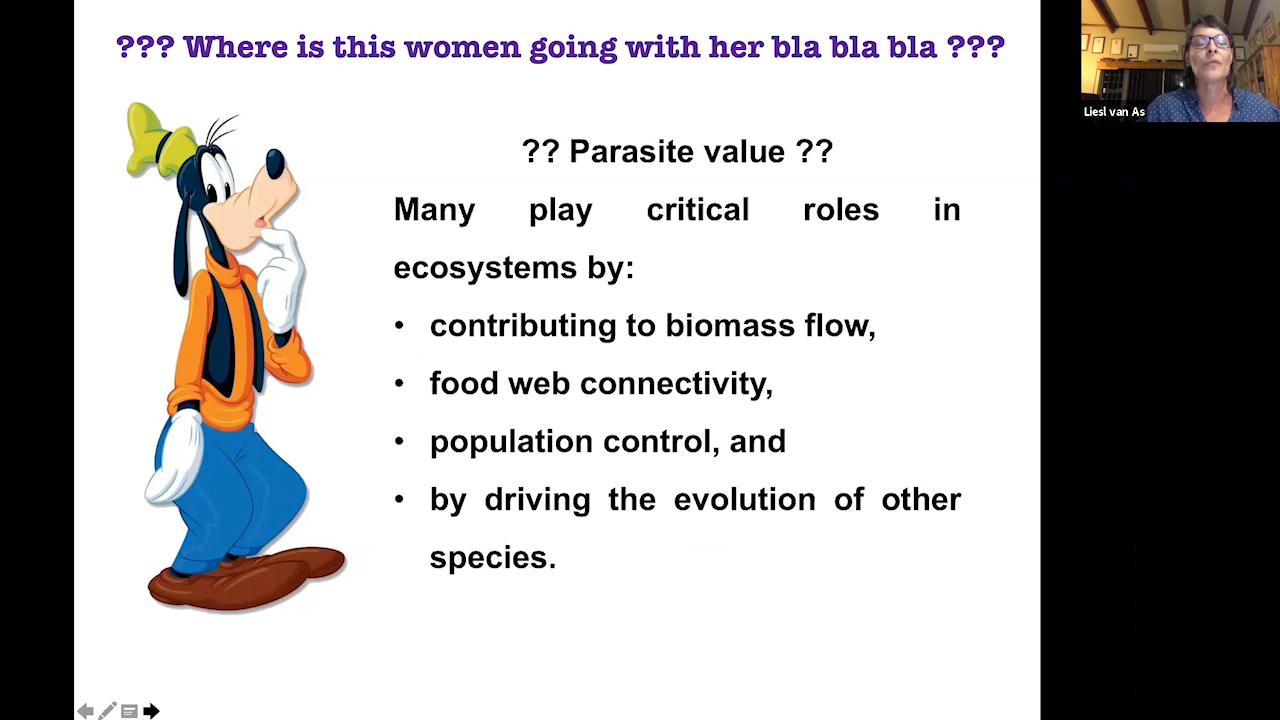 ??? Where is this women going with her bla bla bla ???
Liesl van As
?? Parasite value ??
Many play critical roles in
ecosystems by:
• contributing to biomass flow,
• food web connectivity,
• population control, and
• by driving the evolution of other
species.